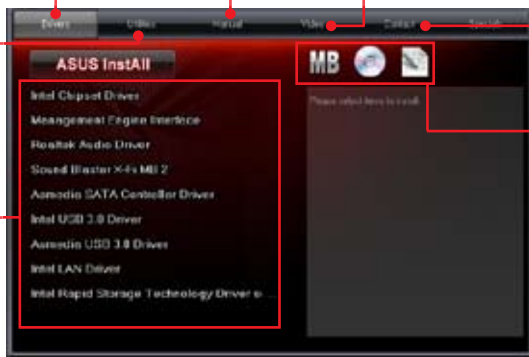 Drivers Utilities Manual Video Contact Specials
ASUS InstAll
MB
Intel Chipset Driver
Management Engine Interface
Realtek Audio Driver
Sound Blaster X-Fi MB 2
Asmedia SATA Controller Driver
Intel USB 3.0 Driver
Asmedia USB 3.0 Driver
Intel LAN Driver
Intel Rapid Storage Technology Driver s ...
Please select items to install.